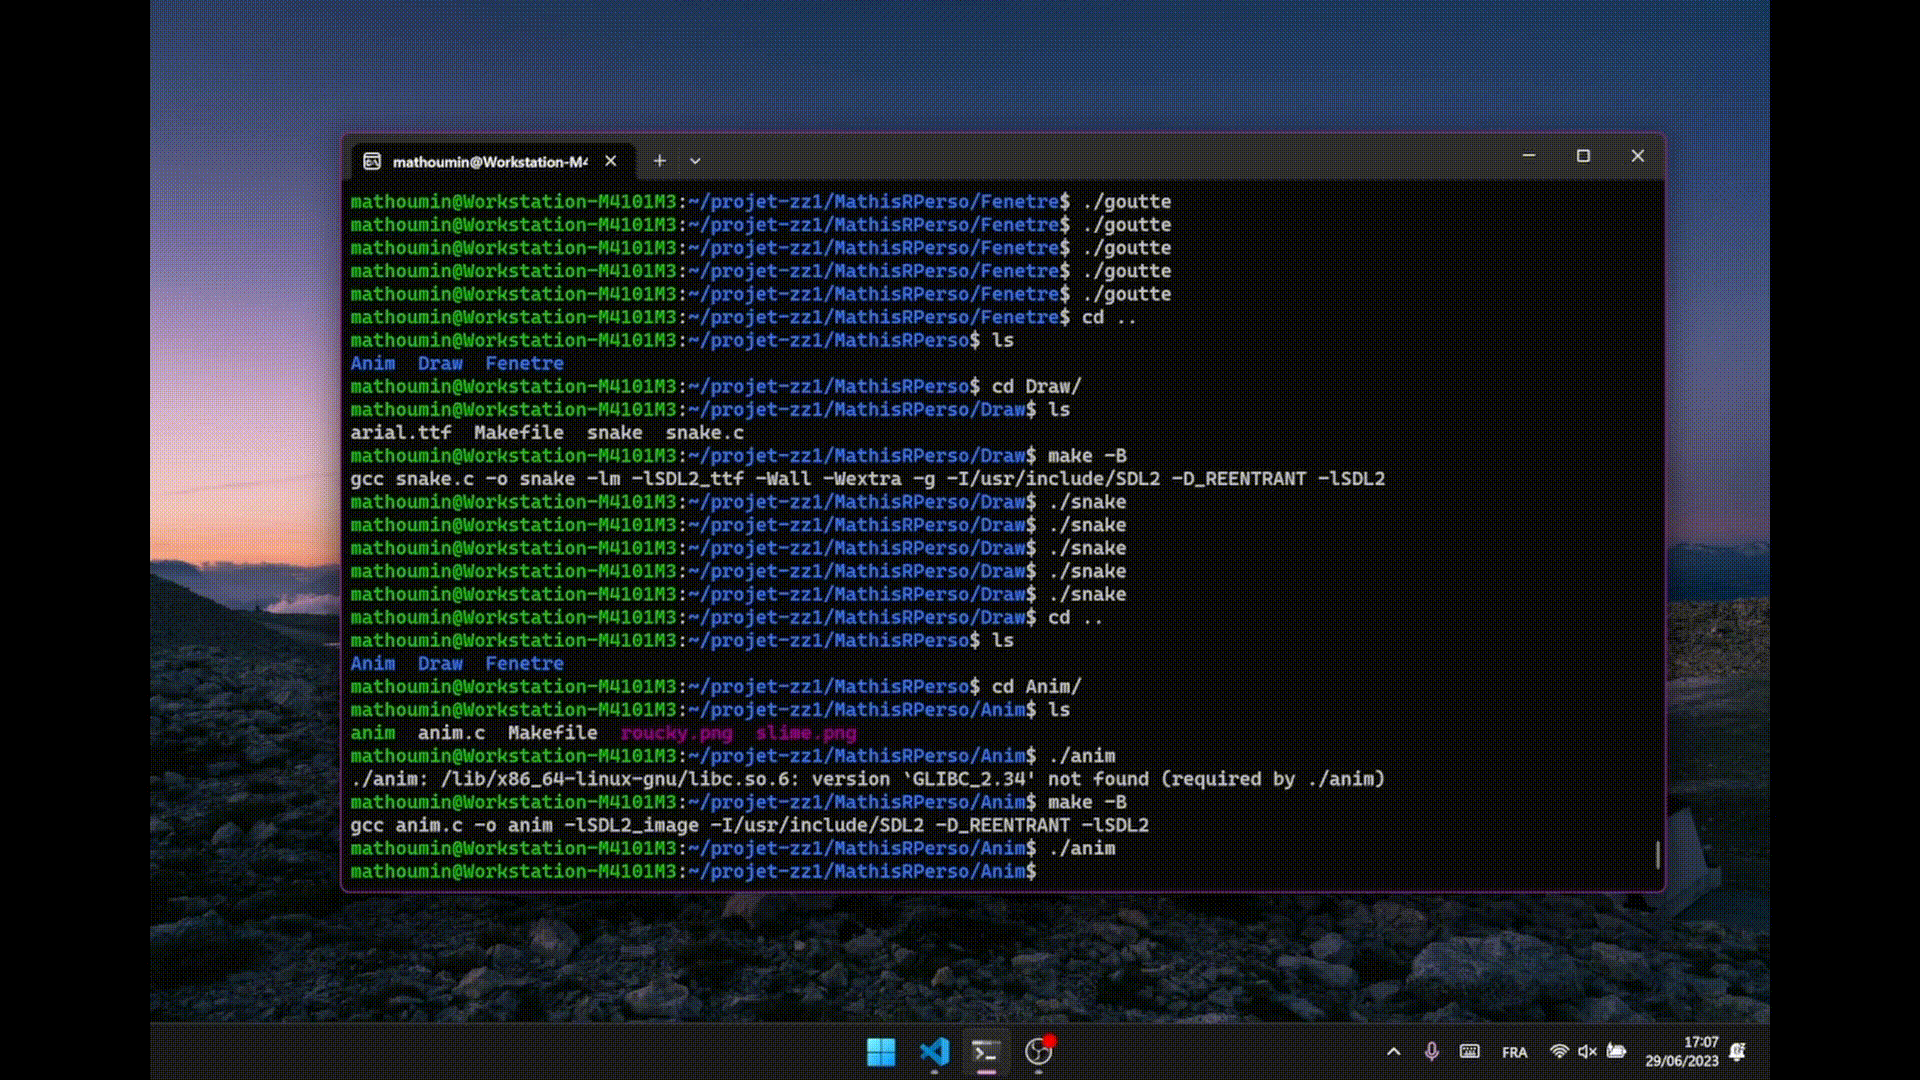 mathoumin@Workstation-M4
mathoumin@Workstation-M4101M3:~/projet-zz1/MathisRPerso/Fenetre$ ./goutte
mathoumin@Workstation-M4101M3:~/projet-zz1/MathisRPerso/Fenetre$ ./goutte
mathoumin@Workstation-M4101M3:~/projet-zz1/MathisRPerso/Fenetre$ ./goutte
mathoumin@Workstation-M4101M3:~/projet-zz1/MathisRPerso/Fenetre$ ./goutte
mathoumin@Workstation-M4101M3:~/projet-zz1/MathisRPerso/Fenetre$ ./goutte
mathoumin@Workstation-M4101M3:~/projet-zz1/MathisRPerso/Fenetre$ cd ..
mathoumin@Workstation-M4101M3:~/projet-zz1/MathisRPerso$ ls
Anim  Draw  Fenetre
mathoumin@Workstation-M4101M3:~/projet-zz1/MathisRPerso$ cd Draw/
mathoumin@Workstation-M4101M3:~/projet-zz1/MathisRPerso/Draw$ ls
arial.ttf  Makefile  snake  snake.c
mathoumin@Workstation-M4101M3:~/projet-zz1/MathisRPerso/Draw$ make -B
gcc snake.c -o snake -lm -lSDL2_ttf -Wall -Wextra -g -I/usr/include/SDL2 -D_REENTRANT -lSDL2
mathoumin@Workstation-M4101M3:~/projet-zz1/MathisRPerso/Draw$ ./snake
mathoumin@Workstation-M4101M3:~/projet-zz1/MathisRPerso/Draw$ ./snake
mathoumin@Workstation-M4101M3:~/projet-zz1/MathisRPerso/Draw$ ./snake
mathoumin@Workstation-M4101M3:~/projet-zz1/MathisRPerso/Draw$ ./snake
mathoumin@Workstation-M4101M3:~/projet-zz1/MathisRPerso/Draw$ ./snake
mathoumin@Workstation-M4101M3:~/projet-zz1/MathisRPerso/Draw$ cd ..
mathoumin@Workstation-M4101M3:~/projet-zz1/MathisRPerso$ ls
Anim  Draw  Fenetre
mathoumin@Workstation-M4101M3:~/projet-zz1/MathisRPerso$ cd Anim/
mathoumin@Workstation-M4101M3:~/projet-zz1/MathisRPerso/Anim$ ls
anim  anim.c  Makefile  roucky.png  slime.png
mathoumin@Workstation-M4101M3:~/projet-zz1/MathisRPerso/Anim$ ./anim
./anim: /lib/x86_64-linux-gnu/libc.so.6: version `GLIBC_2.34' not found (required by ./anim)
mathoumin@Workstation-M4101M3:~/projet-zz1/MathisRPerso/Anim$ make -B
gcc anim.c -o anim -lSDL2_image -I/usr/include/SDL2 -D_REENTRANT -lSDL2
mathoumin@Workstation-M4101M3:~/projet-zz1/MathisRPerso/Anim$ ./anim
mathoumin@Workstation-M4101M3:~/projet-zz1/MathisRPerso/Anim$
FRA
17:07
29/06/2023